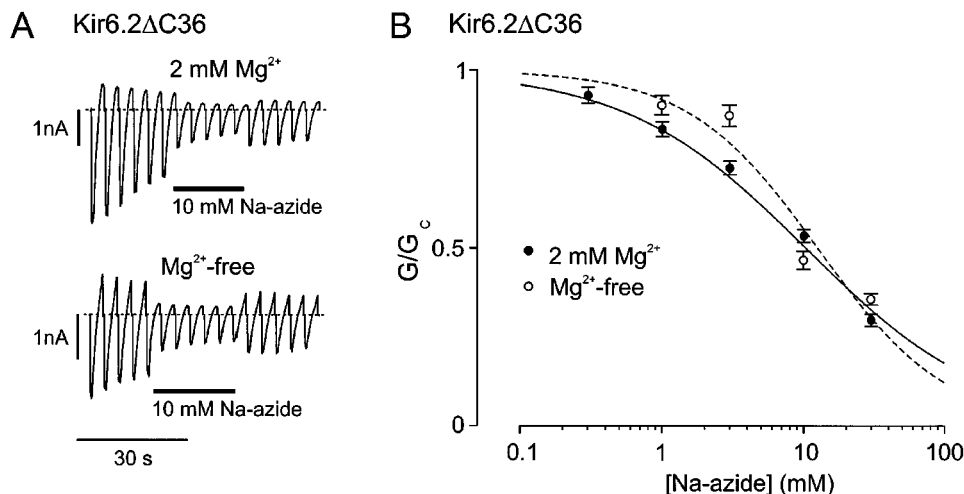 A Kir6.2ΔC36
2 mM Mg²⁺
1nA
10 mM Na-azide
Mg²⁺-free
1nA
10 mM Na-azide
30 s
B Kir6.2ΔC36
1
0.5
0
G/G_c
2 mM Mg²⁺
Mg²⁺-free
0.1 1 10 100
[Na-azide] (mM)